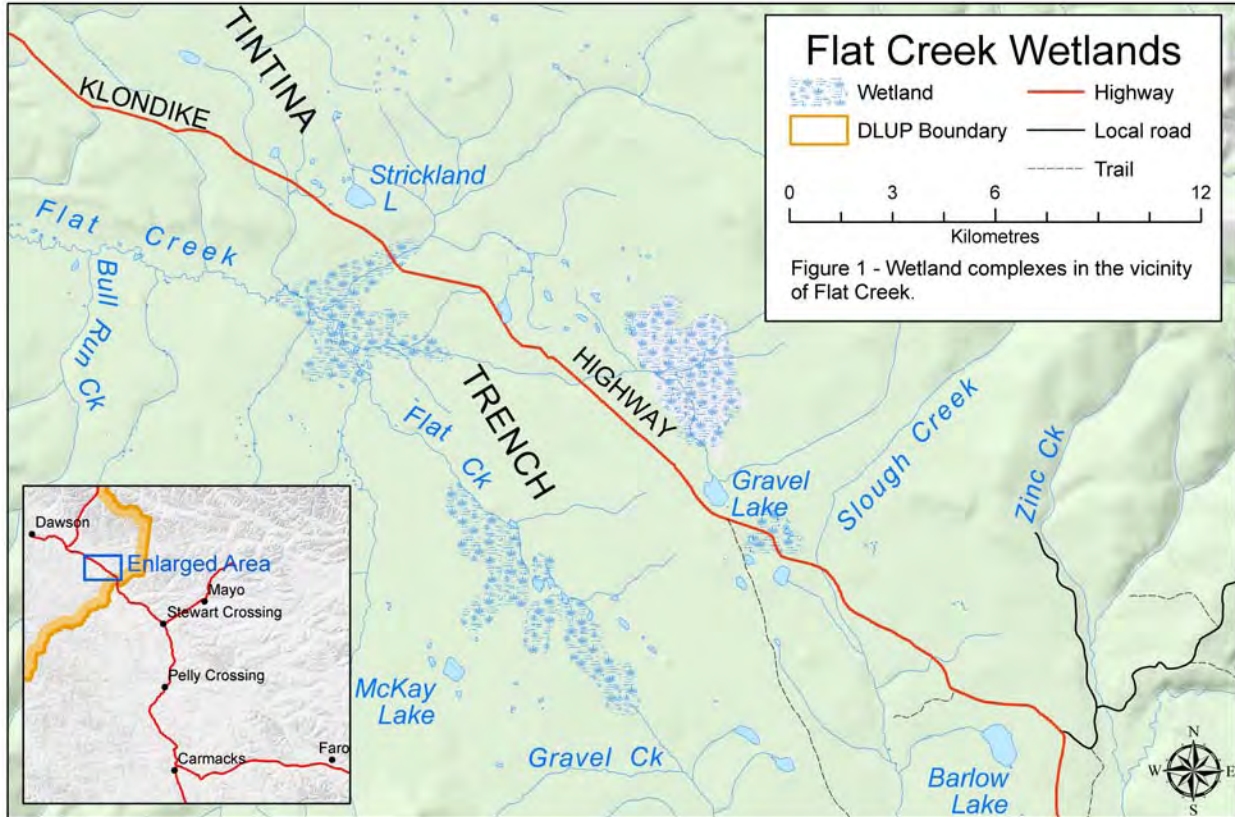 Flat Creek Wetlands
Wetland
Highway
DLUP Boundary
Local road
Trail
0 3 6 12
Kilometres
Figure 1 - Wetland complexes in the vicinity
of Flat Creek.
TINTINA
KLONDIKE
Strickland
L
Flat Creek
Bull Run Ck
HIGHWAY
TRENCH
Flat
Ck
Slough Creek
Zinc Ck
Gravel
Lake
McKay
Lake
Gravel Ck
Barlow
Lake
N
W E
S
Dawson
Enlarged Area
Mayo
Stewart Crossing
Pelly Crossing
Carmacks
Faro